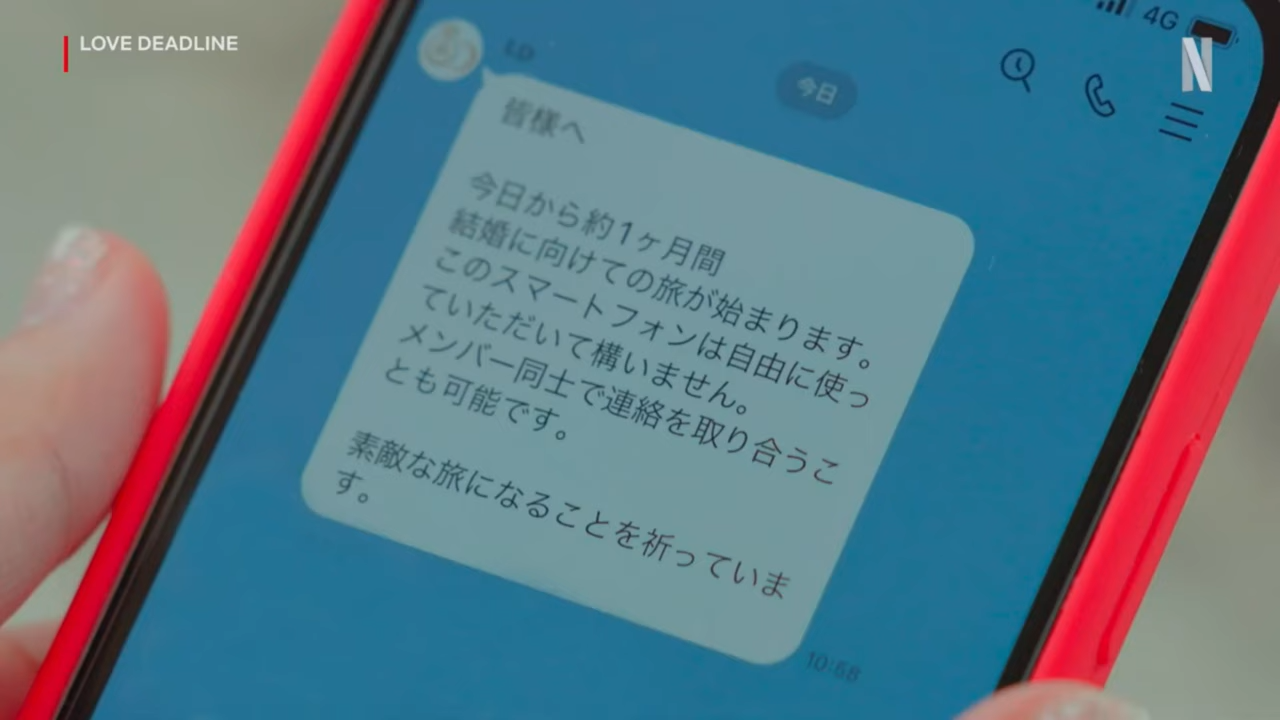 LOVE DEADLINE
4G
N
LD
今日
皆様へ
今日から約1ヶ月間
結婚に向けての旅が始まります。
このスマートフォンは自由に使っ
ていただいて構いません。
メンバー同士で連絡を取り合うこ
とも可能です。
素敵な旅になることを祈っていま
す。
10:58